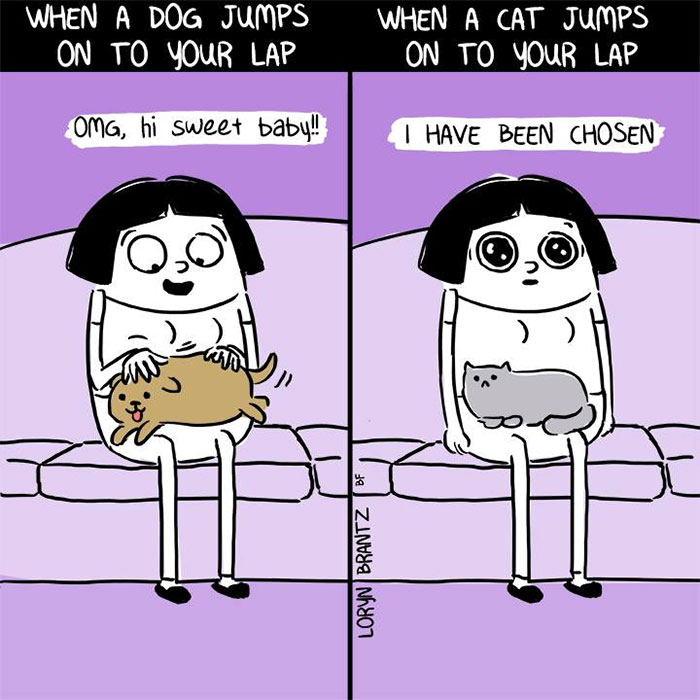 WHEN A DOG JUMPS
ON TO YOUR LAP
OMG, hi sweet baby!!
WHEN A CAT JUMPS
ON TO YOUR LAP
I HAVE BEEN CHOSEN
LORYN BRANTZ BF